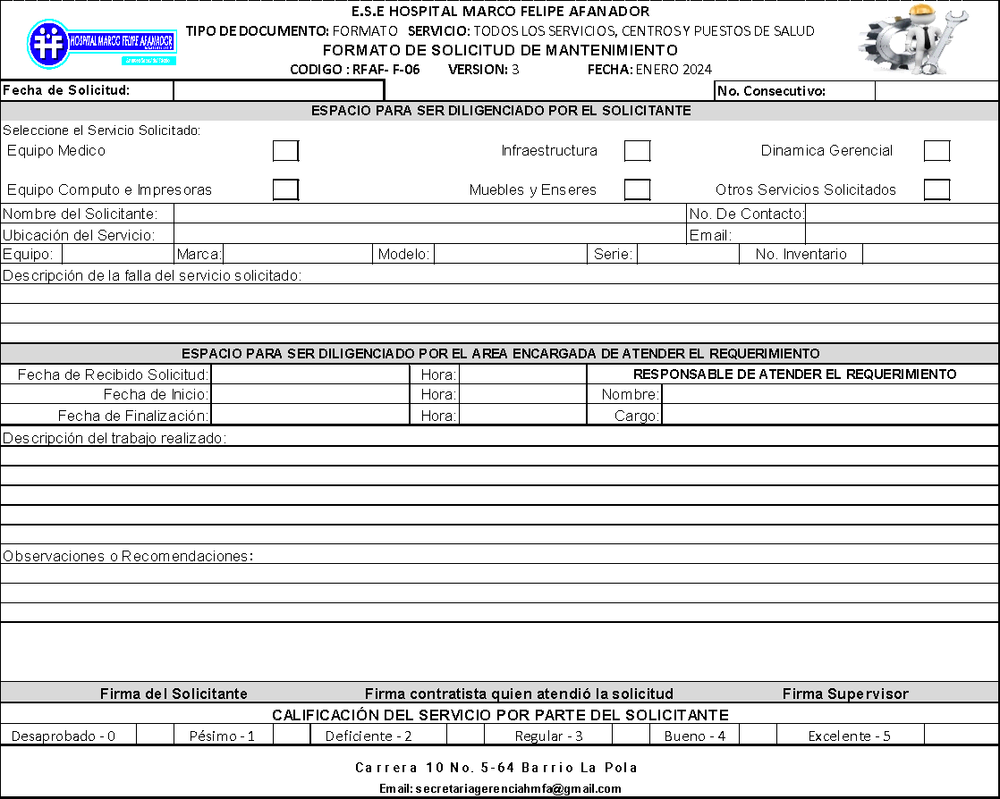 E.S.E HOSPITAL MARCO FELIPE AFANADOR
HOSPITAL MARCO FELIPE AFANADOR
TIPO DE DOCUMENTO: FORMATO SERVICIO: TODOS LOS SERVICIOS, CENTROS Y PUESTOS DE SALUD
FORMATO DE SOLICITUD DE MANTENIMIENTO
CODIGO : RFAF- F-06 VERSION: 3 FECHA: ENERO 2024
Fecha de Solicitud: No. Consecutivo:
ESPACIO PARA SER DILIGENCIADO POR EL SOLICITANTE
Seleccione el Servicio Solicitado:
Equipo Medico Infraestructura Dinamica Gerencial
Equipo Computo e Impresoras Muebles y Enseres Otros Servicios Solicitados
Nombre del Solicitante: No. De Contacto:
Ubicación del Servicio: Email:
Equipo: Marca: Modelo: Serie: No. Inventario
Descripción de la falla del servicio solicitado:
ESPACIO PARA SER DILIGENCIADO POR EL AREA ENCARGADA DE ATENDER EL REQUERIMIENTO
Fecha de Recibido Solicitud: Hora: RESPONSABLE DE ATENDER EL REQUERIMIENTO
Fecha de Inicio: Hora: Nombre:
Fecha de Finalización: Hora: Cargo:
Descripción del trabajo realizado:
Observaciones o Recomendaciones:
Firma del Solicitante Firma contratista quien atendió la solicitud Firma Supervisor
CALIFICACIÓN DEL SERVICIO POR PARTE DEL SOLICITANTE
Desaprobado - 0 Pésimo - 1 Deficiente - 2 Regular - 3 Bueno - 4 Excelente - 5
Carrera 10 No. 5-64 Barrio La Pola
Email: secretariagerenciahmfa@gmail.com